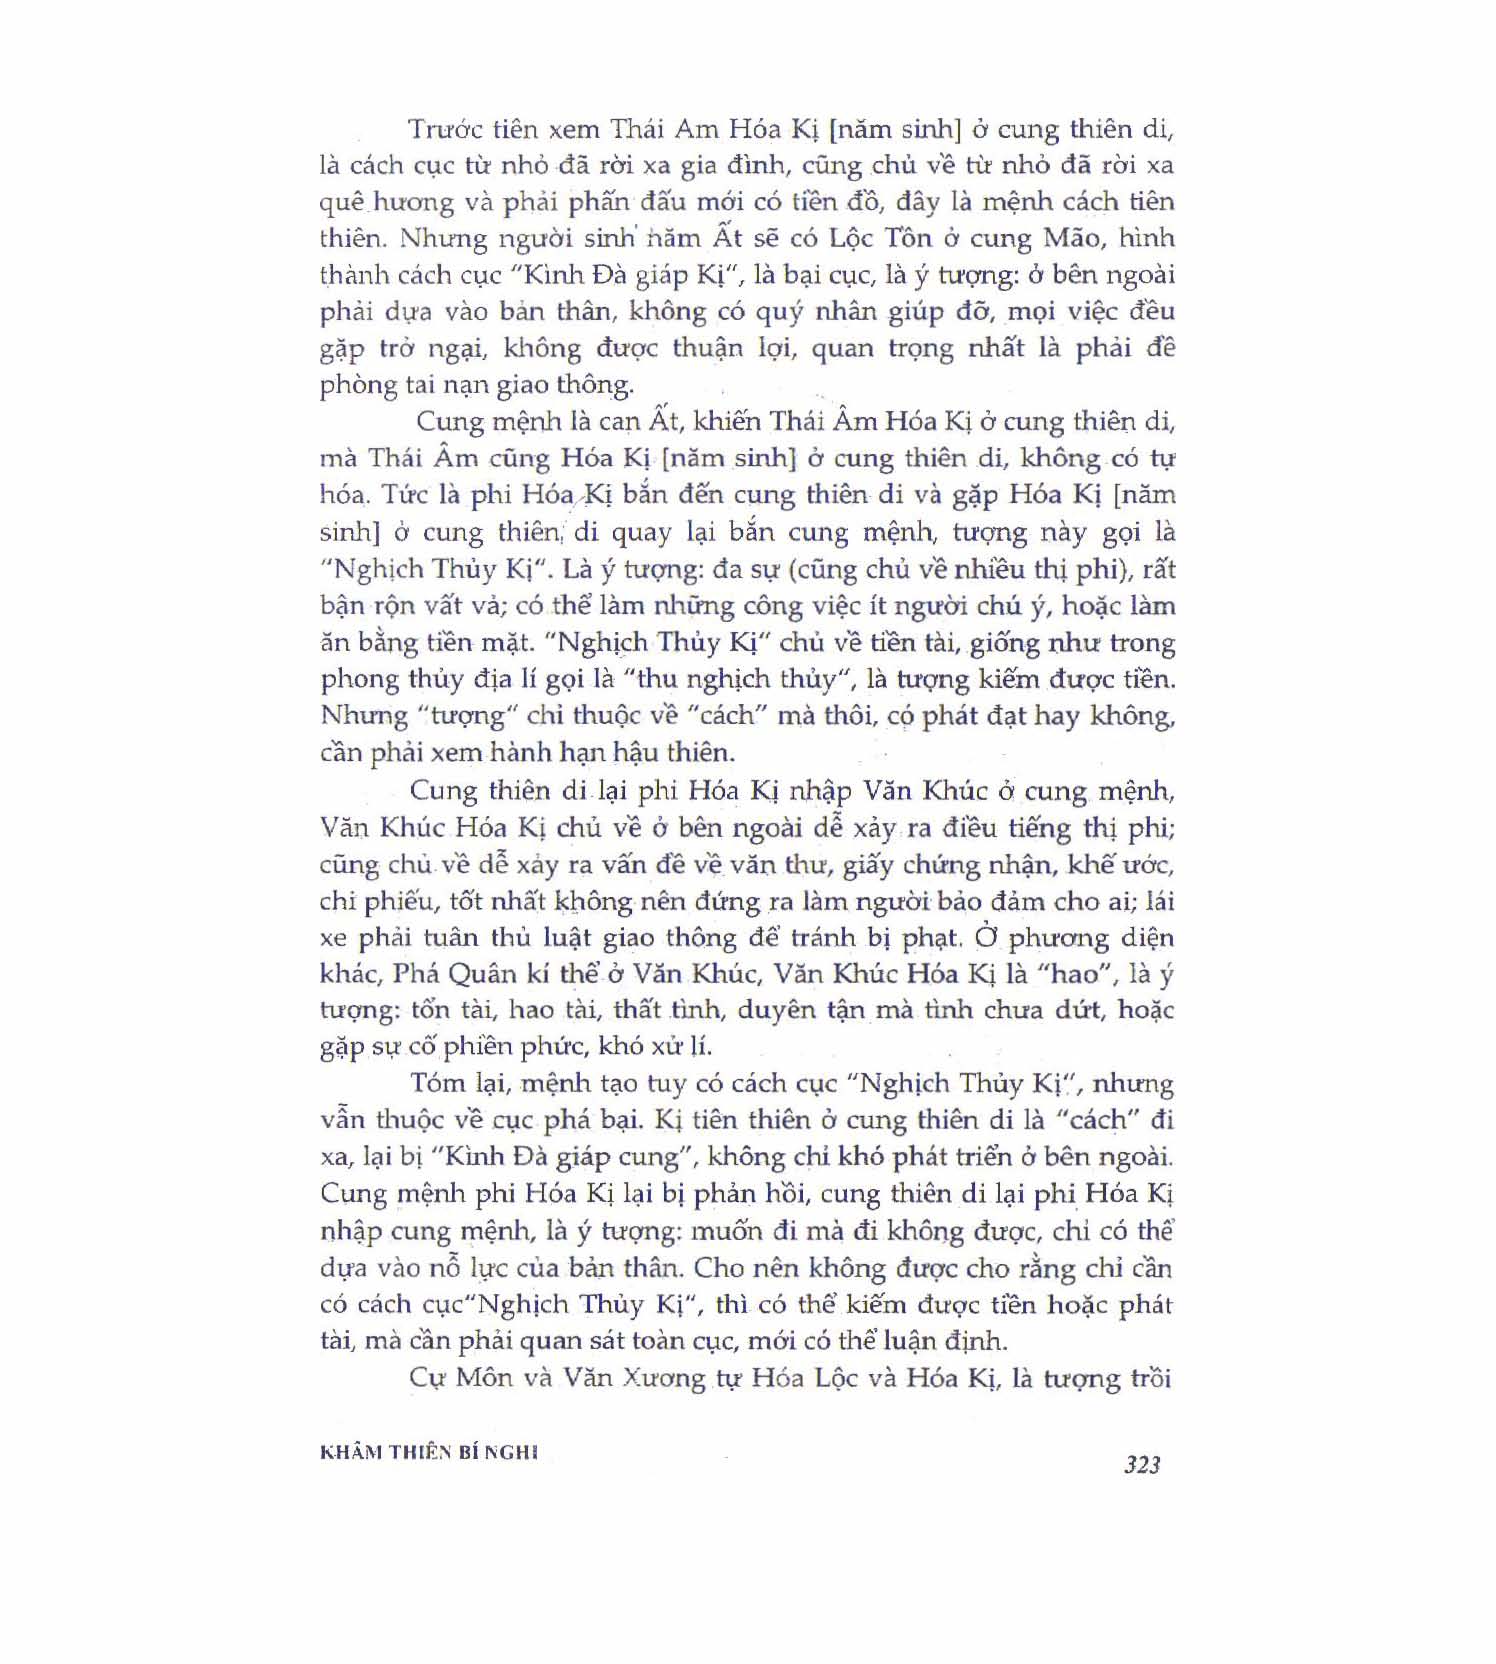 Trước tiên xem Thái Am Hóa Kị [năm sinh] ở cung thiên di,
là cách cục từ nhỏ đã rời xa gia đình, cũng chủ về từ nhỏ đã rời xa
quê hương và phải phấn đấu mới có tiền đồ, đây là mệnh cách tiên
thiên. Nhưng người sinh năm Ất sẽ có Lộc Tồn ở cung Mão, hình
thành cách cục "Kình Đà giáp Kị", là bại cục, là ý tượng: ở bên ngoài
phải dựa vào bản thân, không có quý nhân giúp đỡ, mọi việc đều
gặp trở ngại, không được thuận lợi, quan trọng nhất là phải đề
phòng tai nạn giao thông.
Cung mệnh là can Ất, khiến Thái Âm Hóa Kị ở cung thiên di,
mà Thái Âm cũng Hóa Kị [năm sinh] ở cung thiên di, không có tự
hóa. Tức là phi Hóa Kị bắn đến cung thiên di và gặp Hóa Kị [năm
sinh] ở cung thiên di quay lại bắn cung mệnh, tượng này gọi là
"Nghịch Thủy Kị". Là ý tượng: đa sự (cũng chủ về nhiều thị phi), rất
bận rộn vất vả; có thể làm những công việc ít người chú ý, hoặc làm
ăn bằng tiền mặt. "Nghịch Thủy Kị" chủ về tiền tài, giống như trong
phong thủy địa lí gọi là "thu nghịch thủy", là tượng kiếm được tiền.
Nhưng "tượng" chỉ thuộc về "cách" mà thôi, có phát đạt hay không,
cần phải xem hành hạn hậu thiên.
Cung thiên di lại phi Hóa Kị nhập Văn Khúc ở cung mệnh,
Văn Khúc Hóa Kị chủ về ở bên ngoài dễ xảy ra điều tiếng thị phi;
cũng chủ về dễ xảy ra vấn đề về văn thư, giấy chứng nhận, khế ước,
chi phiếu, tốt nhất không nên đứng ra làm người bảo đảm cho ai; lái
xe phải tuân thủ luật giao thông để tránh bị phạt. Ở phương diện
khác, Phá Quân kí thể ở Văn Khúc, Văn Khúc Hóa Kị là "hao", là ý
tượng: tổn tài, hao tài, thất tình, duyên tận mà tình chưa dứt, hoặc
gặp sự cố phiền phức, khó xử lí.
Tóm lại, mệnh tạo tuy có cách cục "Nghịch Thủy Kị", nhưng
vẫn thuộc về cục phá bại. Kị tiên thiên ở cung thiên di là "cách" đi
xa, lại bị "Kình Đà giáp cung", không chỉ khó phát triển ở bên ngoài.
Cung mệnh phi Hóa Kị lại bị phản hồi, cung thiên di lại phi Hóa Kị
nhập cung mệnh, là ý tượng: muốn đi mà đi không được, chỉ có thể
dựa vào nỗ lực của bản thân. Cho nên không được cho rằng chỉ cần
có cách cục"Nghịch Thủy Kị", thì có thể kiếm được tiền hoặc phát
tài, mà cần phải quan sát toàn cục, mới có thể luận định.
Cự Môn và Văn Xương tự Hóa Lộc và Hóa Kị, là tượng trồi
KHÂM THIÊN BÍ NGHI
323